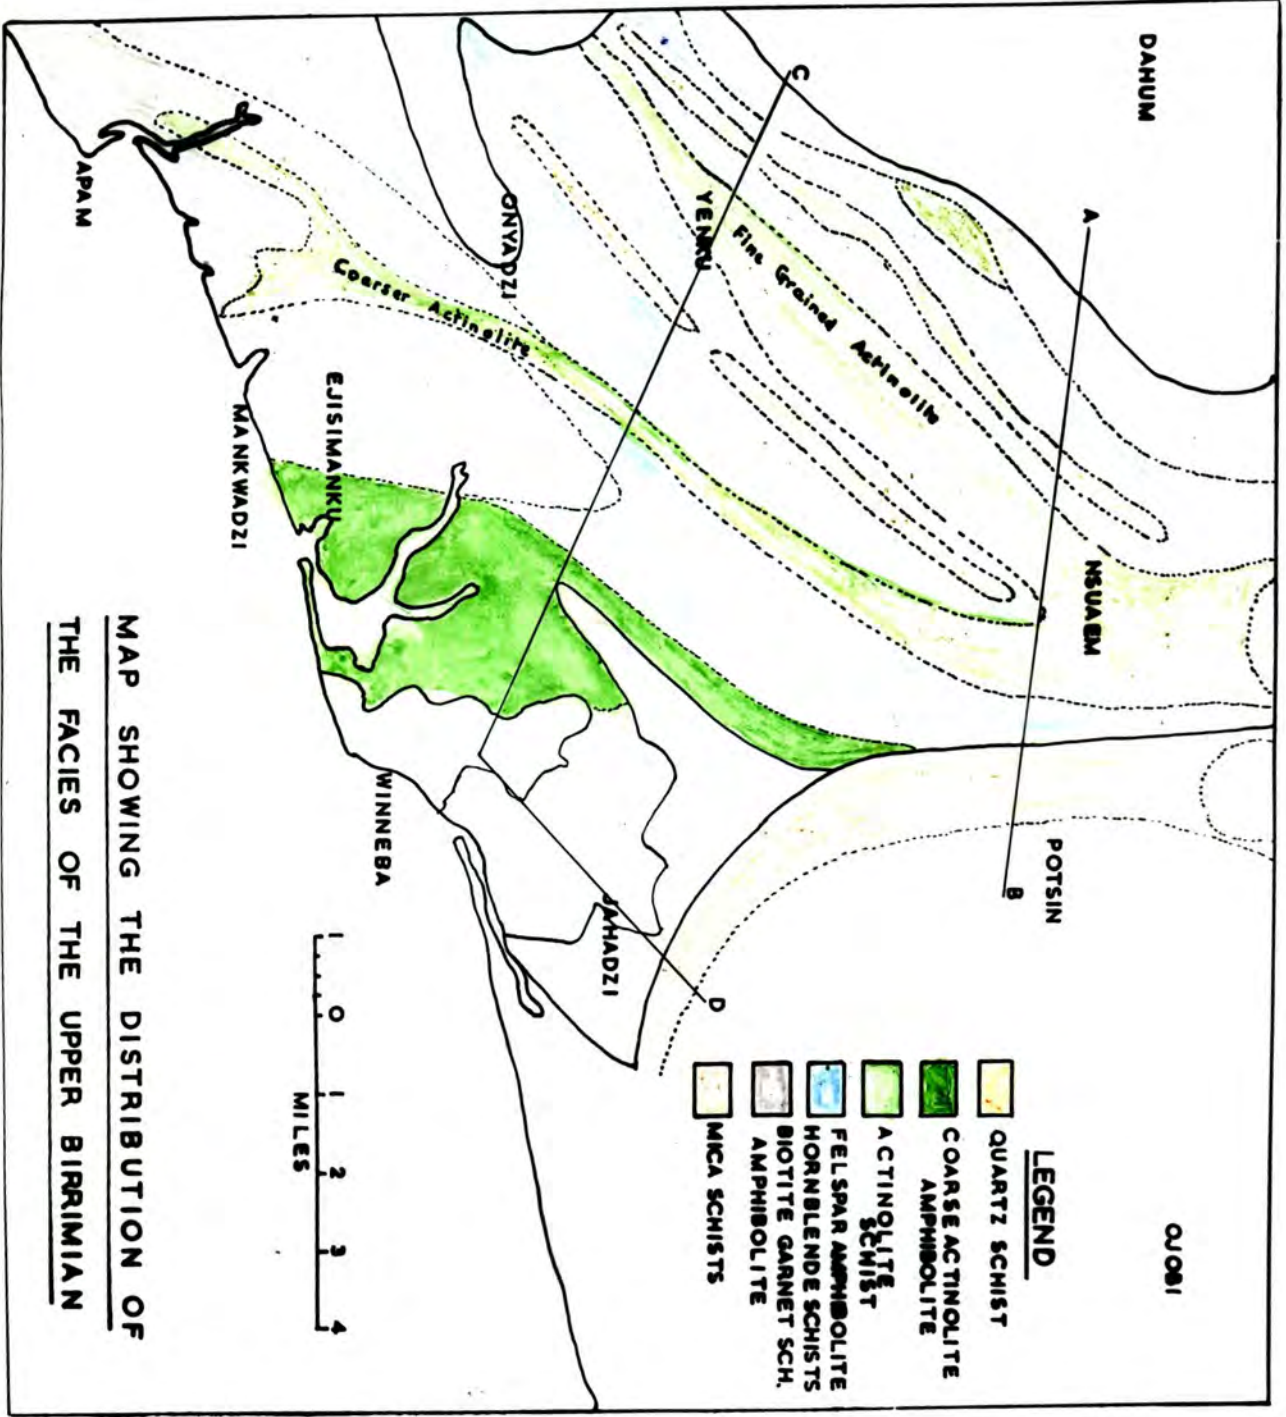 DAHUM
OJOBI
A
B
NSUAEM
POTSIN
C
D
YENKU
Fine Grained Actinolite
ONYADZI
Coarser Actinolite
APAM
MANKWADZI
EJISIMANKU
WINNEBA
JAHADZI
LEGEND
QUARTZ SCHIST
COARSE ACTINOLITE
AMPHIBOLITE
ACTINOLITE
SCHIST
FELSPAR AMPHIBOLITE
HORNBLENDE SCHISTS
BIOTITE GARNET SCH.
AMPHIBOLITE
MICA SCHISTS
1 0 1 2 3 4
MILES
MAP SHOWING THE DISTRIBUTION OF
THE FACIES OF THE UPPER BIRRIMIAN